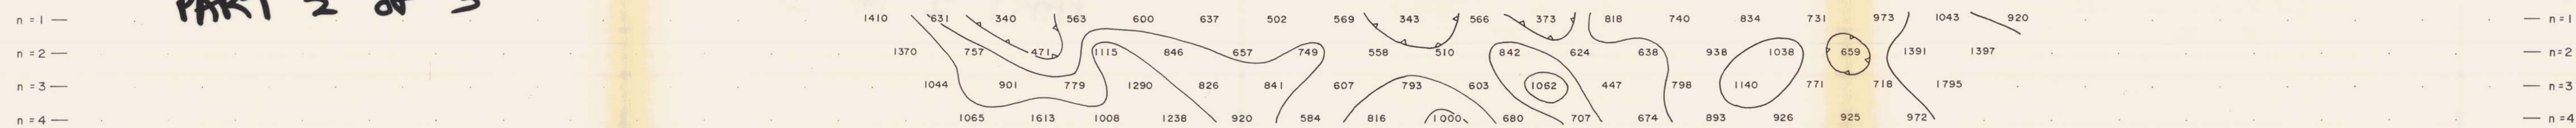 PART 2 OF 3
n = 1 1410 631 340 563 600 637 502 569 343 566 373 818 740 834 731 973 1043 920 n = 1
n = 2 1370 757 471 1115 846 657 749 558 510 842 624 638 938 1038 659 1391 1397 n = 2
n = 3 1044 901 779 1290 826 841 607 793 603 1062 447 798 1140 771 718 1795 n = 3
n = 4 1065 1613 1008 1238 920 584 816 1000 680 707 674 893 926 925 972 n = 4